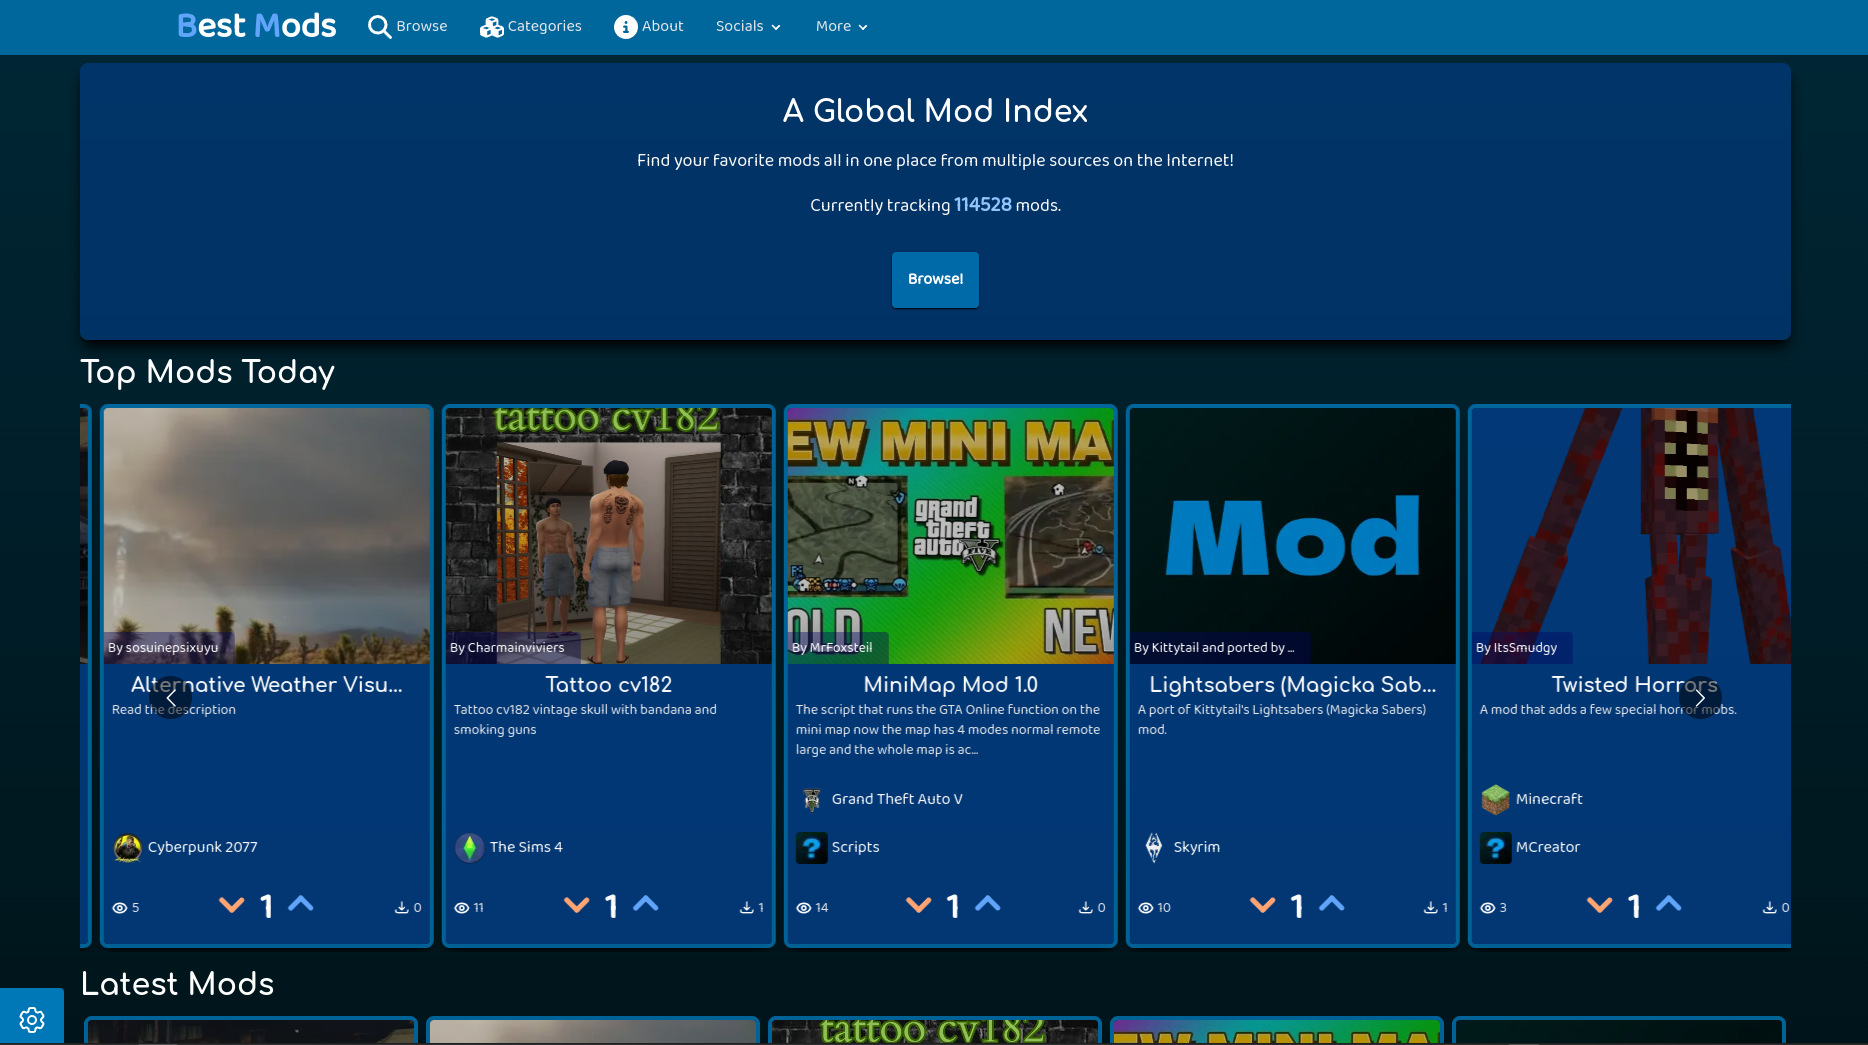 Best Mods
Browse
Categories
About
Socials
More
A Global Mod Index
Find your favorite mods all in one place from multiple sources on the Internet!
Currently tracking 114528 mods.
Browse!
Top Mods Today
By sosuinepsixuyu
Alternative Weather Visu...
Read the description
Cyberpunk 2077
5
1
0
tattoo cv182
By Charmainviviers
Tattoo cv182
Tattoo cv182 vintage skull with bandana and
smoking guns
The Sims 4
11
1
1
EW MINI MA
N
grand
theft
auto
V
FIVE
OLD
NEW
By MrFoxsteil
MiniMap Mod 1.0
The script that runs the GTA Online function on the
mini map now the map has 4 modes normal remote
large and the whole map is ac...
Grand Theft Auto V
Scripts
14
1
0
Mod
By Kittytail and ported by ...
Lightsabers (Magicka Sab...
A port of Kittytail's Lightsabers (Magicka Sabers)
mod.
Skyrim
10
1
1
By ItsSmudgy
Twisted Horrors
A mod that adds a few special horror mobs.
Minecraft
MCreator
3
1
0
Latest Mods
tattoo cv182
EW MINI MA